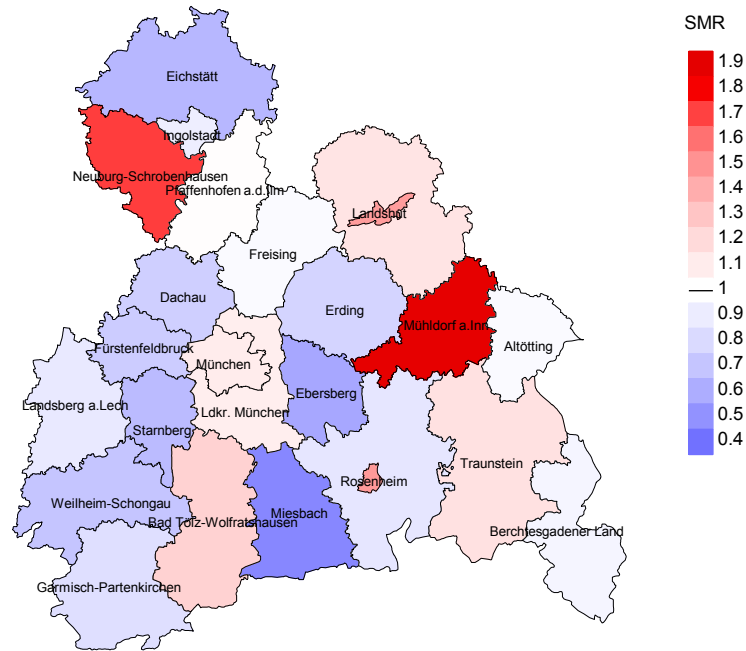 SMR
Eichstätt
Ingolstadt
Neuburg-Schrobenhausen
Pfaffenhofen a.d.Ilm
Landshut
Freising
Dachau
Erding
Mühldorf a.Inn
Fürstenfeldbruck
München
Altötting
Landsberg a.Lech
Ldkr. München
Ebersberg
Starnberg
Traunstein
Rosenheim
Weilheim-Schongau
Miesbach
Bad Tölz-Wolfratshausen
Berchtesgadener Land
Garmisch-Partenkirchen
1.9
1.8
1.7
1.6
1.5
1.4
1.3
1.2
1.1
1
0.9
0.8
0.7
0.6
0.5
0.4